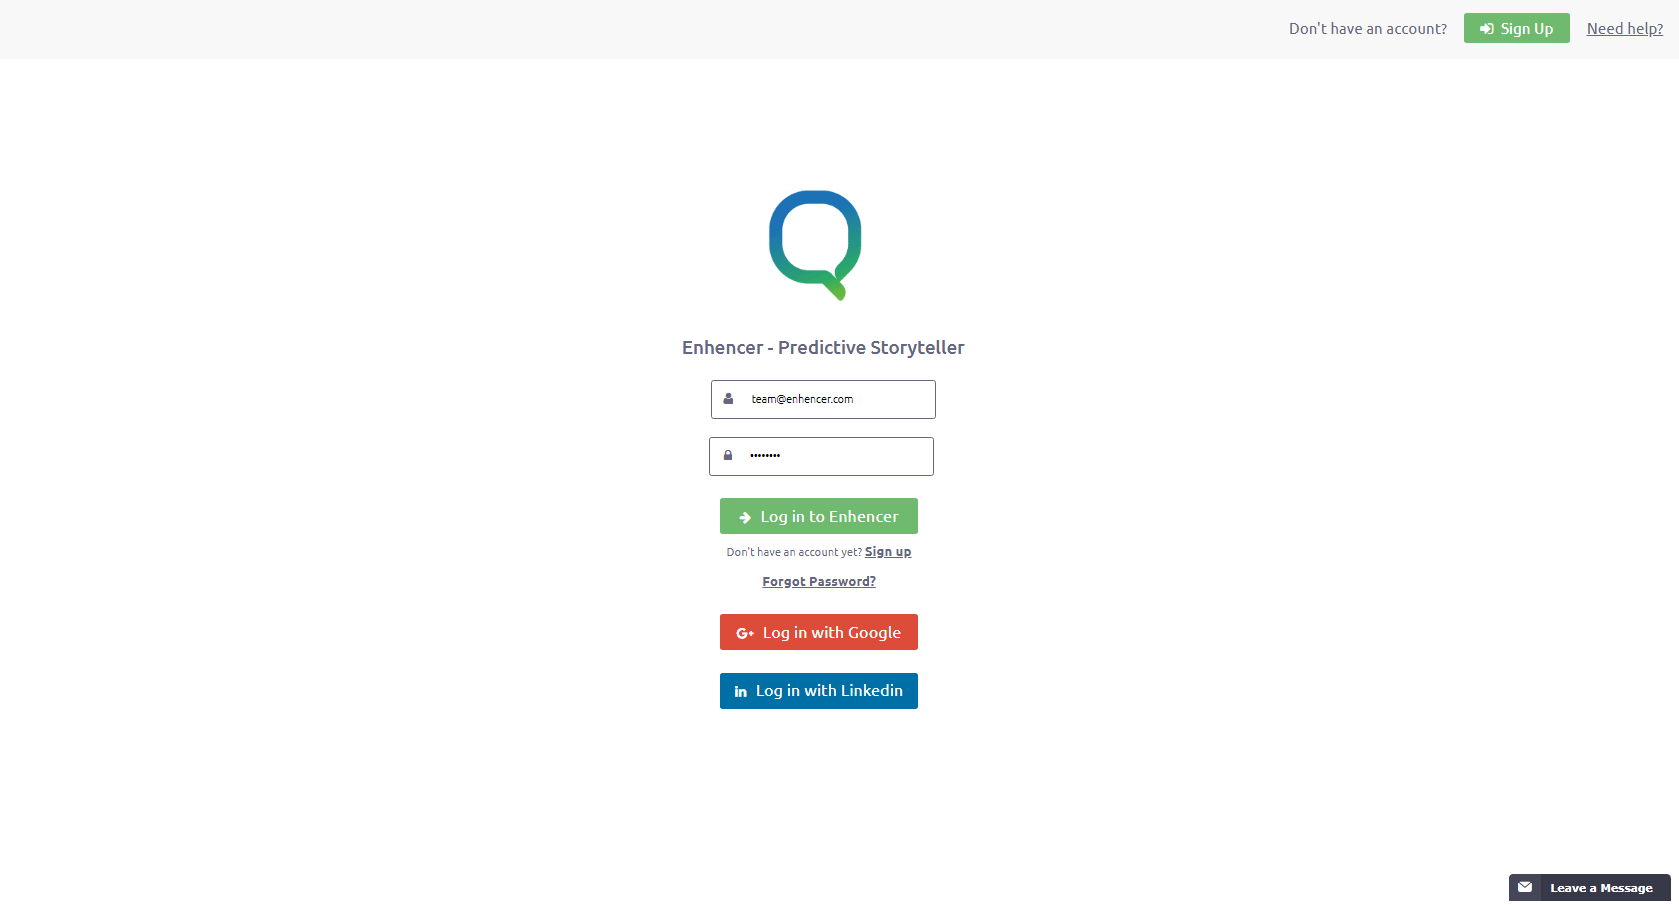 Don't have an account? Sign Up Need help?
Enhencer - Predictive Storyteller
team@enhencer.com
••••••••
Log in to Enhencer
Don't have an account yet? Sign up
Forgot Password?
G+ Log in with Google
in Log in with Linkedin
Leave a Message